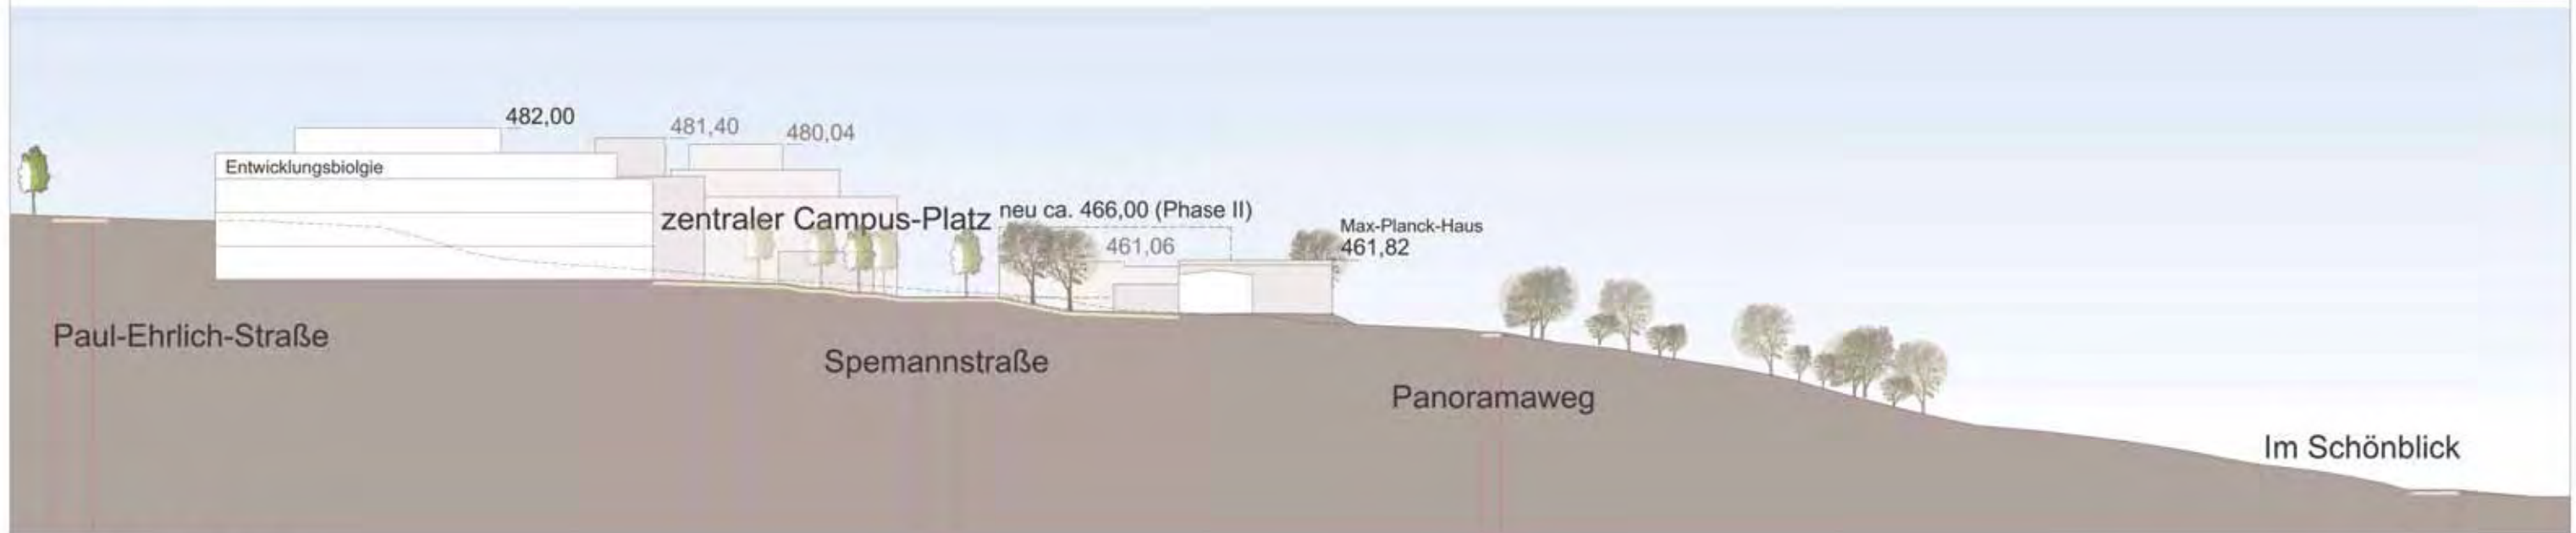 482,00
481,40
480,04
Entwicklungsbiolgie
zentraler Campus-Platz
neu ca. 466,00 (Phase II)
461,06
Max-Planck-Haus
461,82
Paul-Ehrlich-Straße
Spemannstraße
Panoramaweg
Im Schönblick